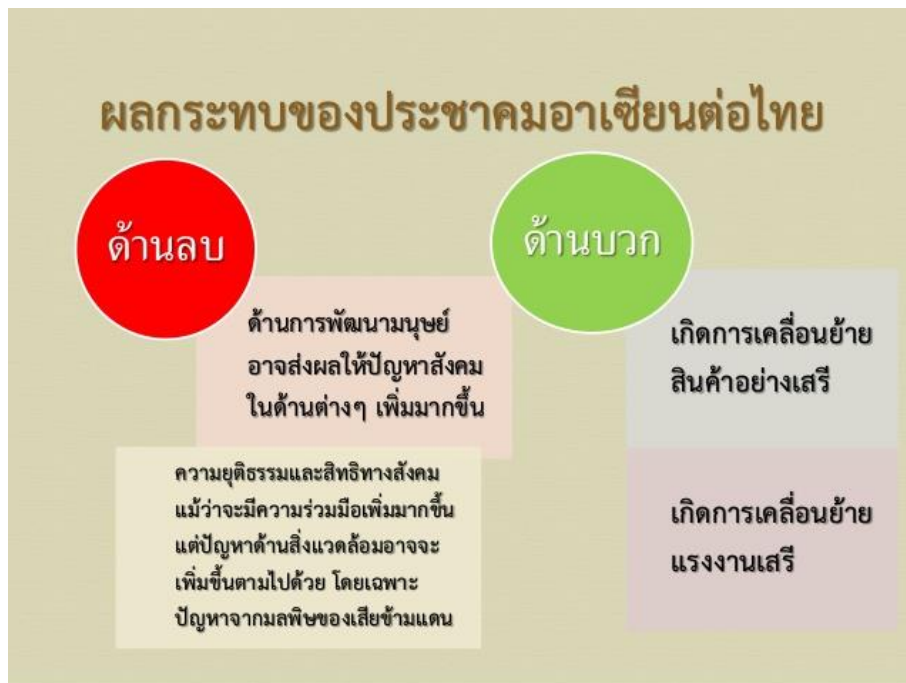 ผลกระทบของประชาคมอาเซียนต่อไทย
ด้านลบ
ด้านการพัฒนามนุษย์
อาจส่งผลให้ปัญหาสังคม
ในด้านต่างๆ เพิ่มมากขึ้น
ความยุติธรรมและสิทธิทางสังคม
แม้ว่าจะมีความร่วมมือเพิ่มมากขึ้น
แต่ปัญหาด้านสิ่งแวดล้อมอาจจะ
เพิ่มขึ้นตามไปด้วย โดยเฉพาะ
ปัญหาจากมลพิษของเสียข้ามแดน
ด้านบวก
เกิดการเคลื่อนย้าย
สินค้าอย่างเสรี
เกิดการเคลื่อนย้าย
แรงงานเสรี